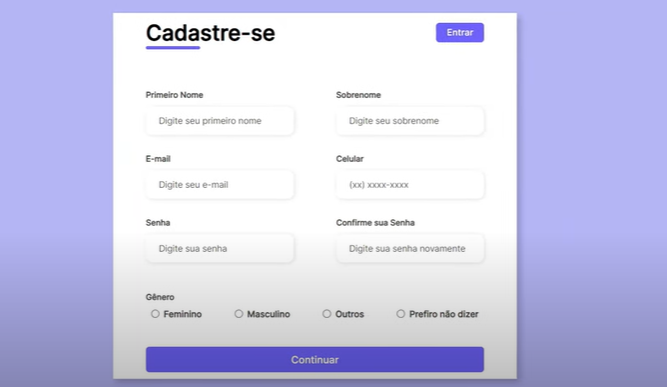 Cadastre-se
Entrar
Primeiro Nome
Sobrenome
Digite seu primeiro nome
Digite seu sobrenome
E-mail
Celular
Digite seu e-mail
(xx) xxxx-xxxx
Senha
Confirme sua Senha
Digite sua senha
Digite sua senha novamente
Gênero
Feminino
Masculino
Outros
Prefiro não dizer
Continuar